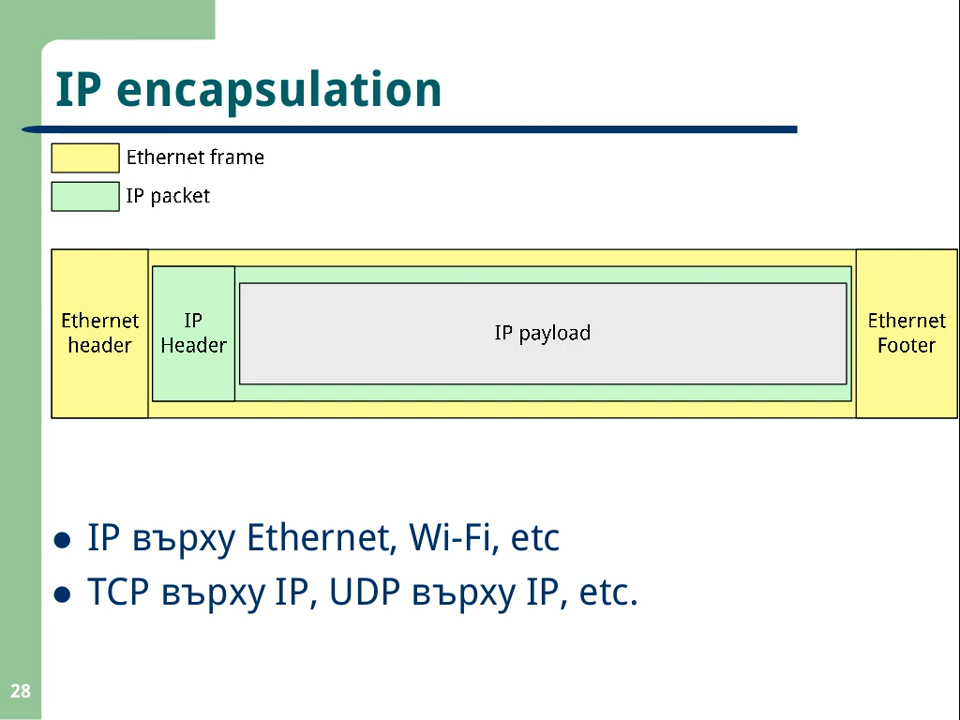 IP encapsulation
Ethernet frame
IP packet
Ethernet
header
IP
Header
IP payload
Ethernet
Footer
IP върху Ethernet, Wi-Fi, etc
TCP върху IP, UDP върху IP, etc.
28